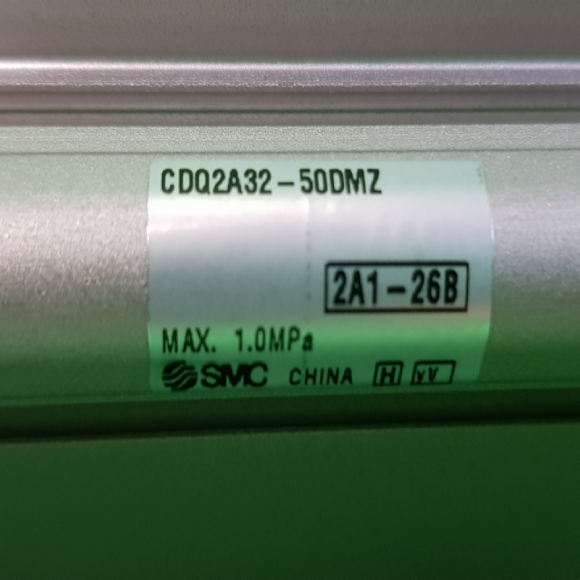 CDQ2A32-50DMZ
2A1-26B
MAX. 1.0MPa
SMC CHINA H yV